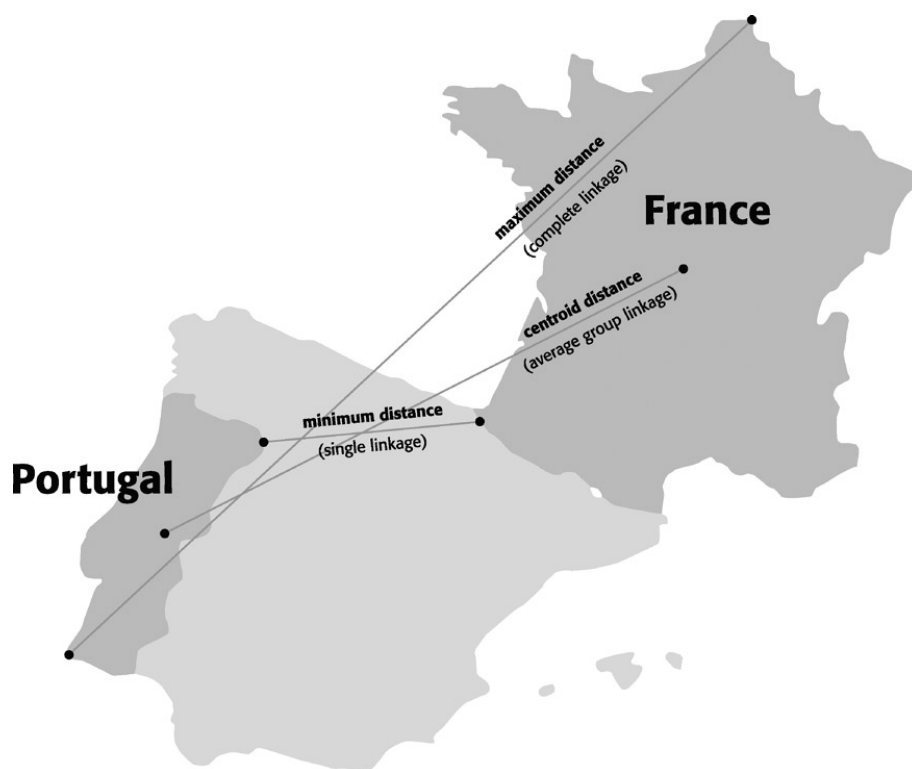 maximum distance
(complete linkage)
France
centroid distance
(average group linkage)
minimum distance
(single linkage)
Portugal